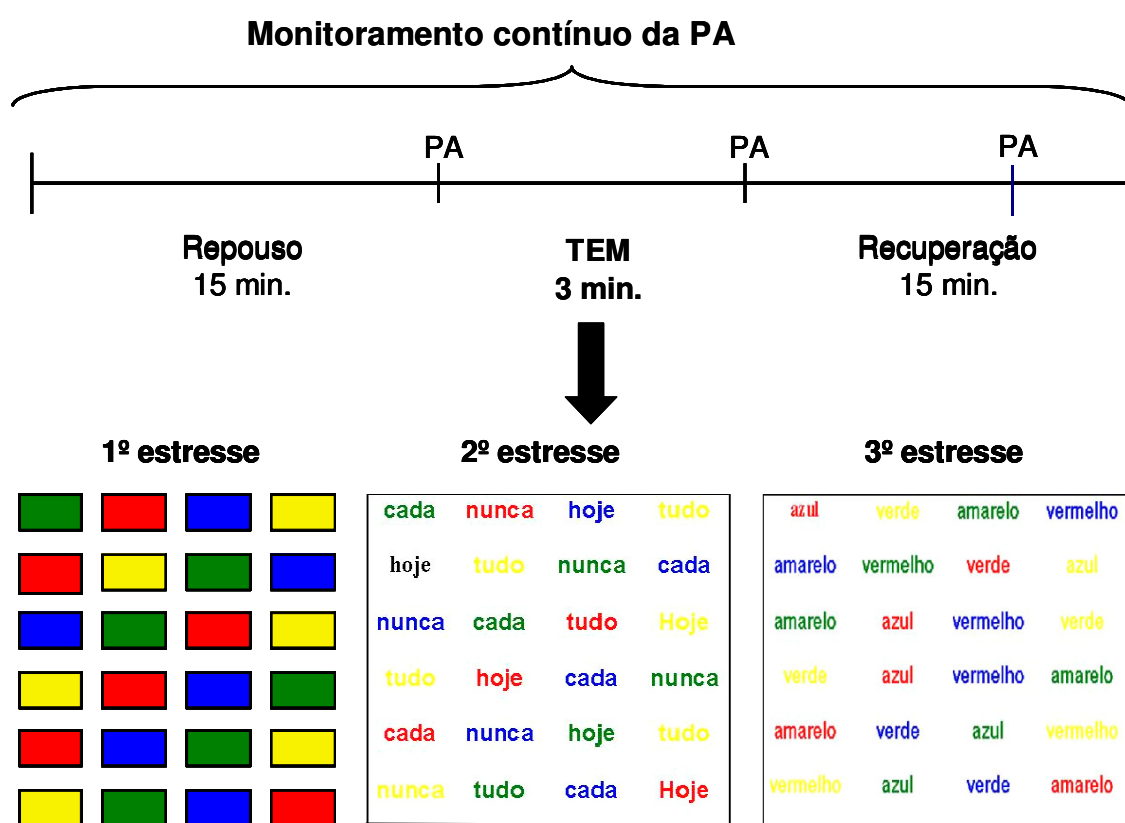 Monitoramento contínuo da PA
PA PA PA
Repouso TEM Recuperação
15 min. 3 min. 15 min.
1º estresse 2º estresse 3º estresse
cada nunca hoje tudo
hoje tudo nunca cada
nunca cada tudo Hoje
tudo hoje cada nunca
cada nunca hoje tudo
nunca tudo cada Hoje
azul verde amarelo vermelho
amarelo vermelho verde azul
amarelo azul vermelho verde
verde azul vermelho amarelo
amarelo verde azul vermelho
vermelho azul verde amarelo